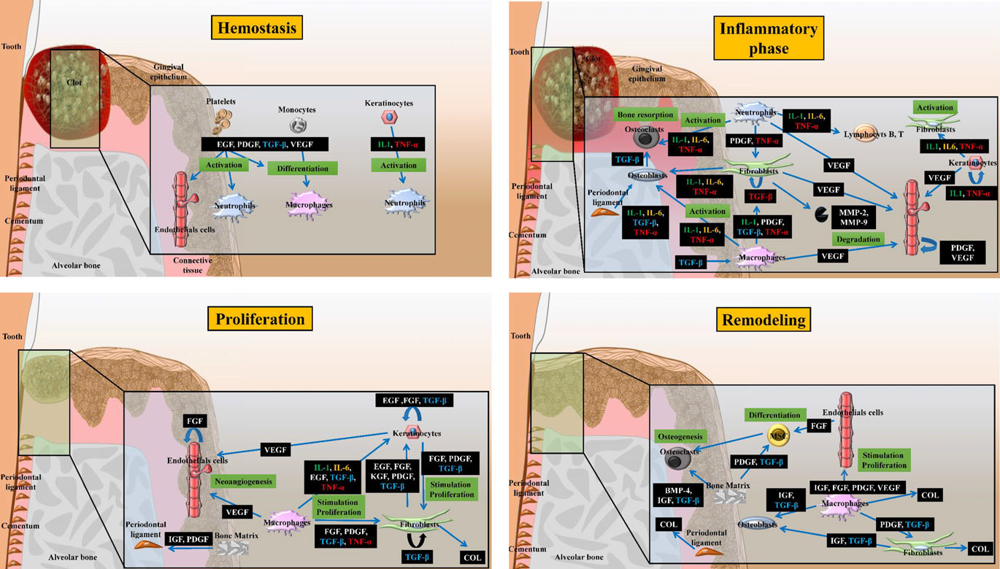 Hemostasis
Tooth
Clot
Gingival
epithelium
Platelets
Monocytes
Keratinocytes
EGF, PDGF, TGF-β, VEGF
IL1, TNF-α
Activation
Differentiation
Activation
Neutrophils
Macrophages
Neutrophils
Endothelials cells
Periodontal
ligament
Cementum
Alveolar bone
Connective
tissue
Inflammatory
phase
Tooth
Clot
Gingival
epithelium
Bone resorption
Osteoclasts
Activation
Neutrophils
IL-1, IL-6,
TNF-α
Lymphocyts B, T
Activation
Fibroblasts
IL-1, IL-6,
TNF-α
PDGF, TNF-α
IL1, IL6, TNF-α
TGF-β
Osteoblasts
Fibroblasts
VEGF
Keratinocytes
VEGF
IL1, TNF-α
IL-1, IL-6,
TNF-α
TGF-β
VEGF
Periodontal
ligament
Periodontal
ligament
IL-1, IL-6,
TGF-β,
TNF-α
Activation
IL-1, IL-6,
TNF-α
IL-1, PDGF,
TGF-β, TNF-α
MMP-2,
MMP-9
Degradation
Cementum
TGF-β
Macrophages
VEGF
PDGF,
VEGF
Alveolar bone
Proliferation
Tooth
EGF ,FGF, TGF-β
FGF
Keratinocytes
VEGF
Endothelials cells
IL-1, IL-6,
EGF, TGF-β,
TNF-α
EGF, FGF,
KGF, PDGF,
TGF-β
FGF, PDGF,
TGF-β
Neoangiogenesis
Stimulation
Proliferation
Stimulation
Proliferation
VEGF
Macrophages
Fibroblasts
FGF, PDGF,
TGF-β, TNF-α
TGF-β
COL
Periodontal
ligament
Periodontal
ligament
IGF, PDGF
Bone Matrix
Cementum
Alveolar bone
Remodeling
Tooth
Differentiation
Endothelials cells
FGF
MSC
Osteogenesis
Osteoclasts
PDGF, TGF-β
Stimulation
Proliferation
Periodontal
ligament
BMP-4,
IGF, TGF-β
Bone Matrix
IGF,
TGF-β
IGF, FGF, PDGF, VEGF
Macrophages
COL
COL
Osteoblasts
PDGF, TGF-β
Periodontal
ligament
IGF, TGF-β
Fibroblasts
COL
Cementum
Alveolar bone